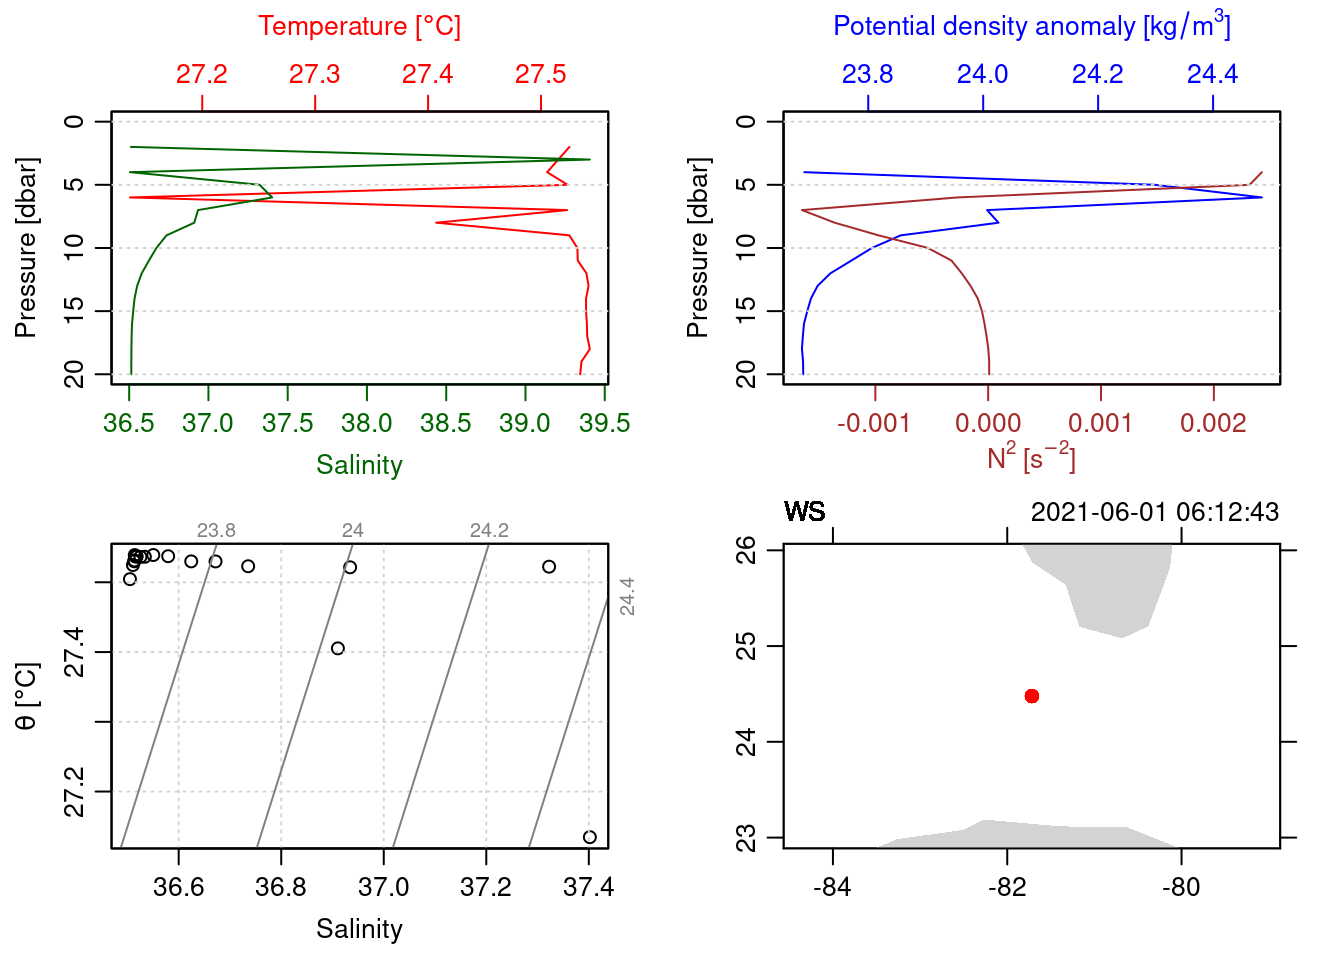 Temperature [°C]
27.2 27.3 27.4 27.5
0
5
10
15
20
Pressure [dbar]
36.5 37.0 37.5 38.0 38.5 39.0 39.5
Salinity
Potential density anomaly [kg/m³]
23.8 24.0 24.2 24.4
0
5
10
15
20
Pressure [dbar]
-0.001 0.000 0.001 0.002
N² [s⁻²]
23.8 24 24.2
24.4
27.4
27.2
θ [°C]
36.6 36.8 37.0 37.2 37.4
Salinity
WS 2021-06-01 06:12:43
26
25
24
23
-84 -82 -80